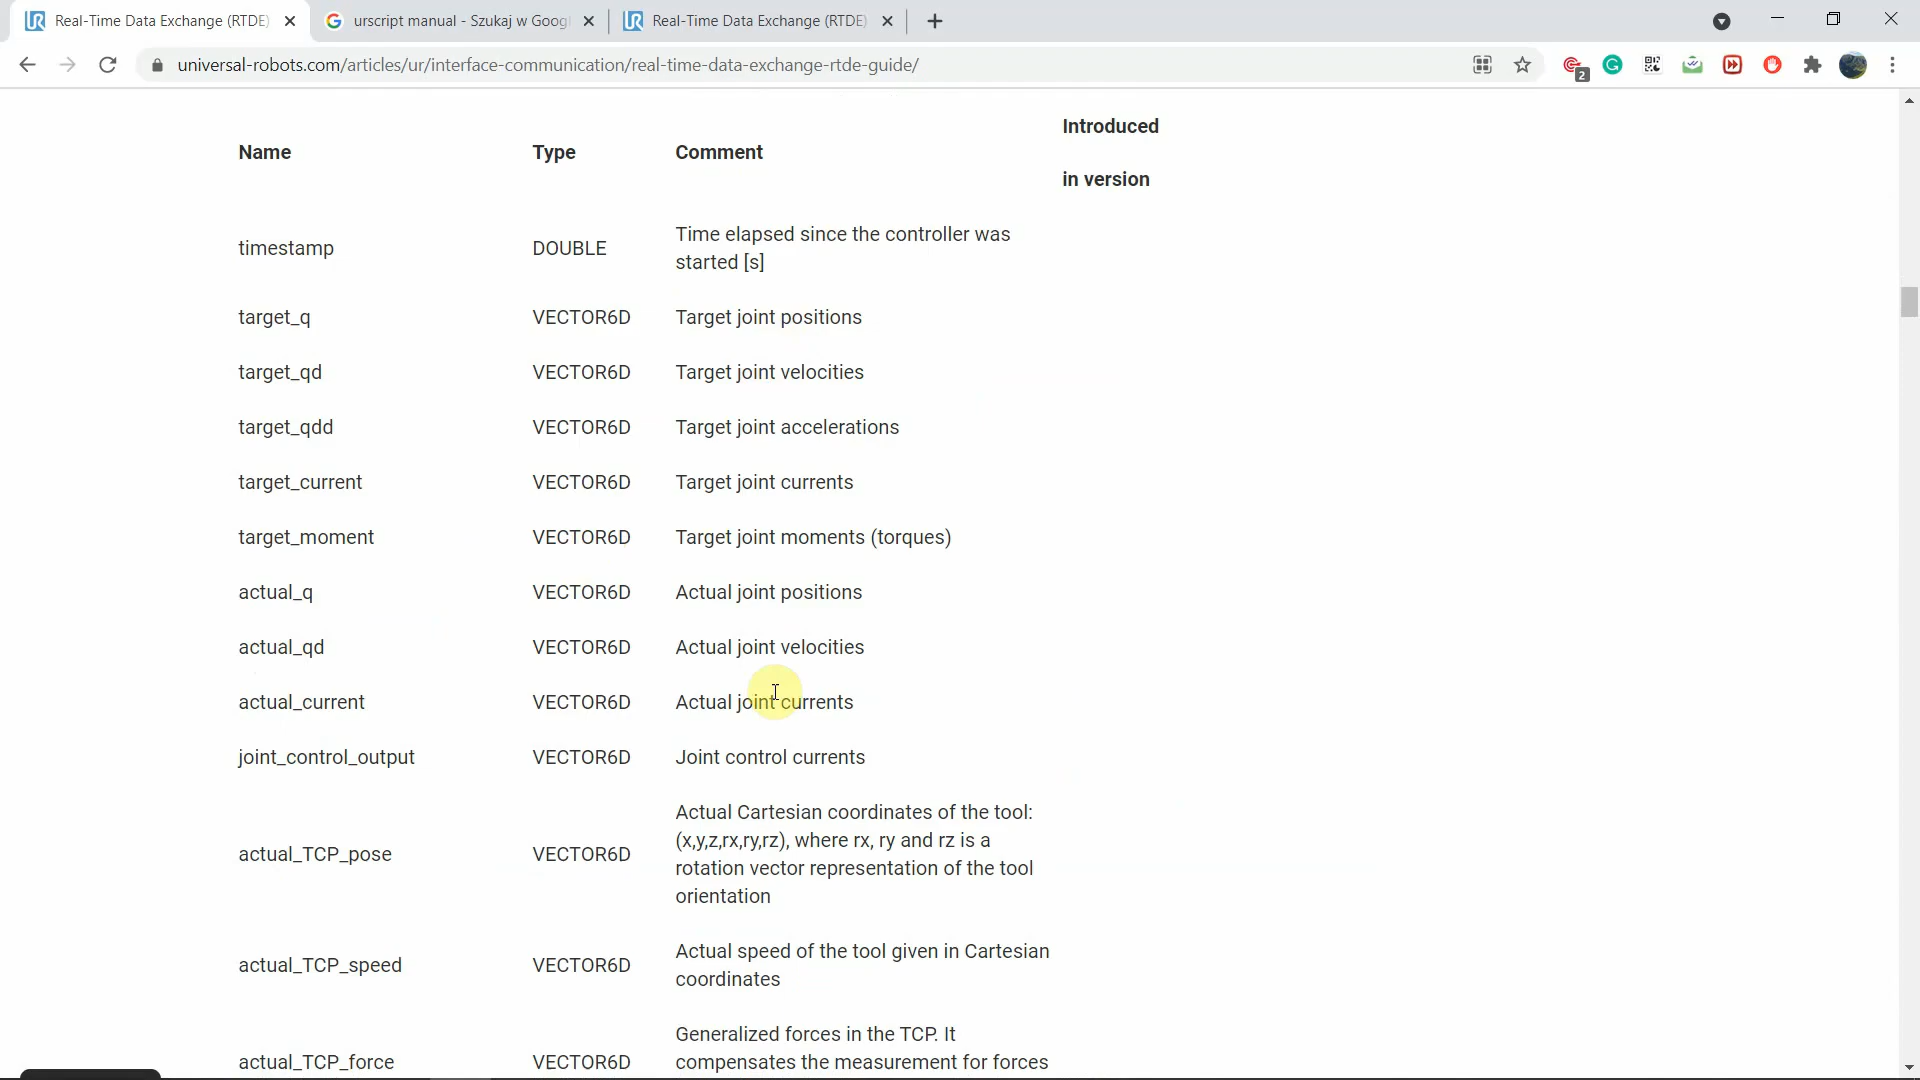 Real-Time Data Exchange (RTDE)
urscript manual - Szukaj w Goog
Real-Time Data Exchange (RTDE)
universal-robots.com/articles/ur/interface-communication/real-time-data-exchange-rtde-guide/
2
Name Type Comment Introduced
in version
timestamp DOUBLE Time elapsed since the controller was
started [s]
target_q VECTOR6D Target joint positions
target_qd VECTOR6D Target joint velocities
target_qdd VECTOR6D Target joint accelerations
target_current VECTOR6D Target joint currents
target_moment VECTOR6D Target joint moments (torques)
actual_q VECTOR6D Actual joint positions
actual_qd VECTOR6D Actual joint velocities
actual_current VECTOR6D Actual joint currents
joint_control_output VECTOR6D Joint control currents
actual_TCP_pose VECTOR6D Actual Cartesian coordinates of the tool:
(x,y,z,rx,ry,rz), where rx, ry and rz is a
rotation vector representation of the tool
orientation
actual_TCP_speed VECTOR6D Actual speed of the tool given in Cartesian
coordinates
actual_TCP_force VECTOR6D Generalized forces in the TCP. It
compensates the measurement for forces